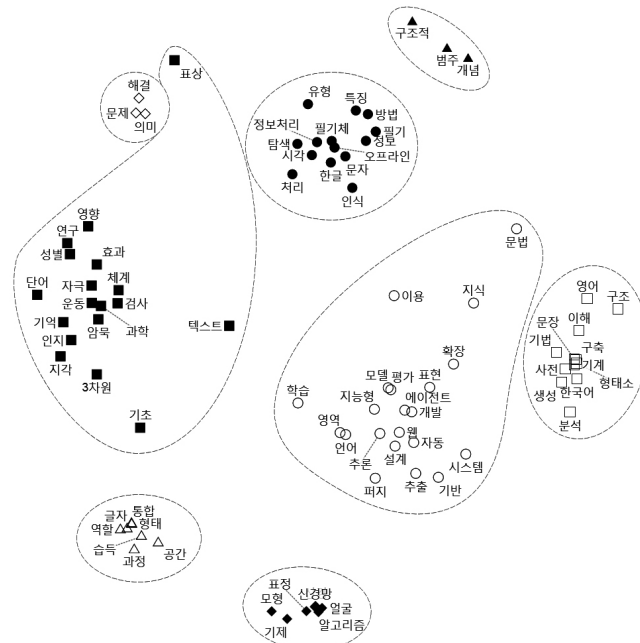 구조적
범주
개념
표상
해결
문제
의미
유형
특징
방법
정보처리
필기체
필기
정보
탐색
시각
오프라인
한글
문자
처리
인식
영향
연구
성별
효과
단어
자극
체계
운동
검사
기억
암묵
과학
인지
지각
3차원
텍스트
기초
문법
이용
지식
확장
모델
평가
표현
학습
지능형
에이전트
개발
영역
언어
웹
자동
추론
설계
시스템
퍼지
추출
기반
영어
구조
문장
이해
기법
구축
사전
기계
형태소
생성
한국어
분석
글자
통합
역할
형태
습득
과정
공간
표정
신경망
모형
얼굴
기제
알고리즘